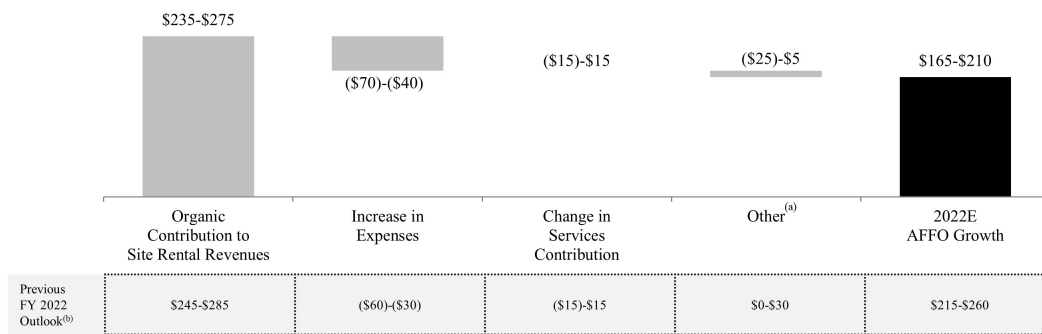 $235-$275
($70)-($40)
($15)-$15
($25)-$5
$165-$210
Organic
Contribution to
Site Rental Revenues
Increase in
Expenses
Change in
Services
Contribution
Other(a)
2022E
AFFO Growth
Previous
FY 2022
Outlook(b)
$245-$285
($60)-($30)
($15)-$15
$0-$30
$215-$260